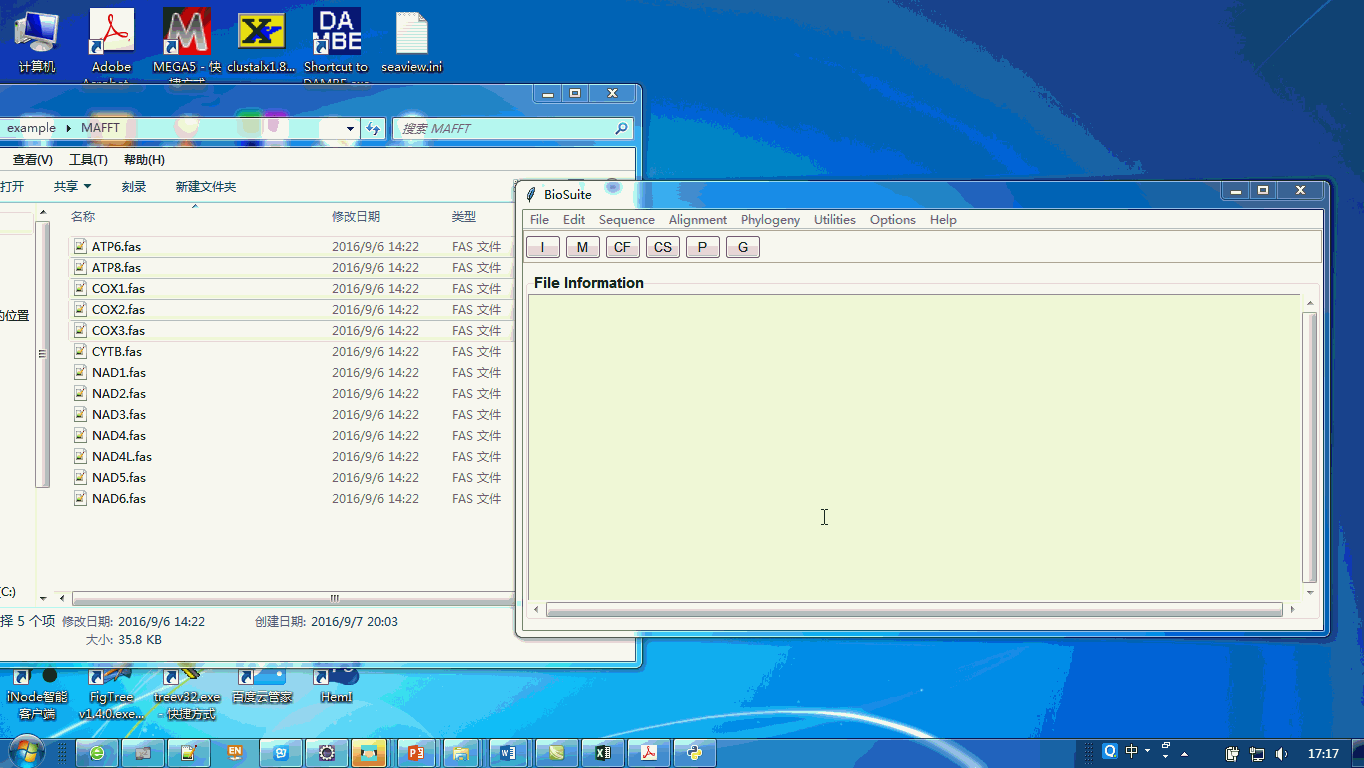 计算机
Adobe
MEGA5 - 快
clustalx1.8...
Shortcut to
seaview.ini
DA
MBE
example
MAFFT
搜索 MAFFT
查看(V)
工具(T)
帮助(H)
打开
共享
刻录
新建文件夹
名称
修改日期
类型
ATP6.fas 2016/9/6 14:22 FAS 文件
ATP8.fas 2016/9/6 14:22 FAS 文件
COX1.fas 2016/9/6 14:22 FAS 文件
COX2.fas 2016/9/6 14:22 FAS 文件
COX3.fas 2016/9/6 14:22 FAS 文件
CYTB.fas 2016/9/6 14:22 FAS 文件
NAD1.fas 2016/9/6 14:22 FAS 文件
NAD2.fas 2016/9/6 14:22 FAS 文件
NAD3.fas 2016/9/6 14:22 FAS 文件
NAD4.fas 2016/9/6 14:22 FAS 文件
NAD4L.fas 2016/9/6 14:22 FAS 文件
NAD5.fas 2016/9/6 14:22 FAS 文件
NAD6.fas 2016/9/6 14:22 FAS 文件
的位置
(C:)
择 5 个项 修改日期: 2016/9/6 14:22 创建日期: 2016/9/7 20:03
大小: 35.8 KB
BioSuite
File Edit Sequence Alignment Phylogeny Utilities Options Help
I M CF CS P G
File Information
iNode智能
客户端
FigTree
v1.4.0.exe...
treev32.exe
- 快捷方式
百度云管家
HemI
EN
中
17:17